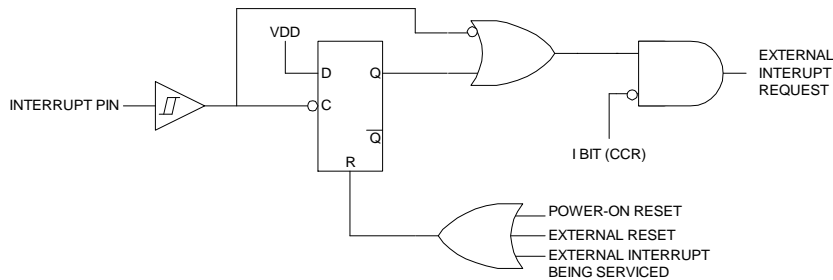 VDD
D
Q
INTERRUPT PIN
C
Q
R
EXTERNAL
INTERUPT
REQUEST
I BIT (CCR)
POWER-ON RESET
EXTERNAL RESET
EXTERNAL INTERRUPT
BEING SERVICED